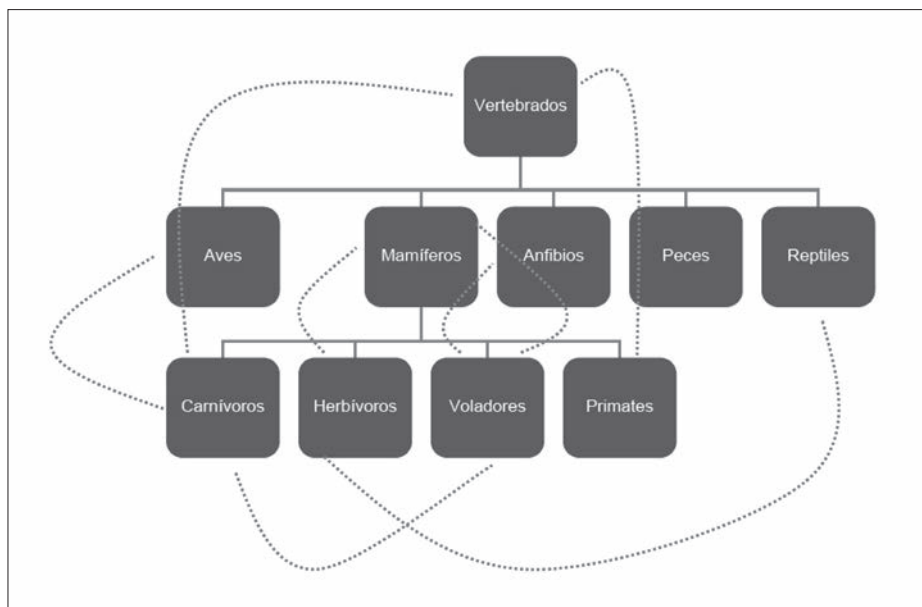 Vertebrados
Aves
Mamíferos
Anfibios
Peces
Reptiles
Carnívoros
Herbívoros
Voladores
Primates